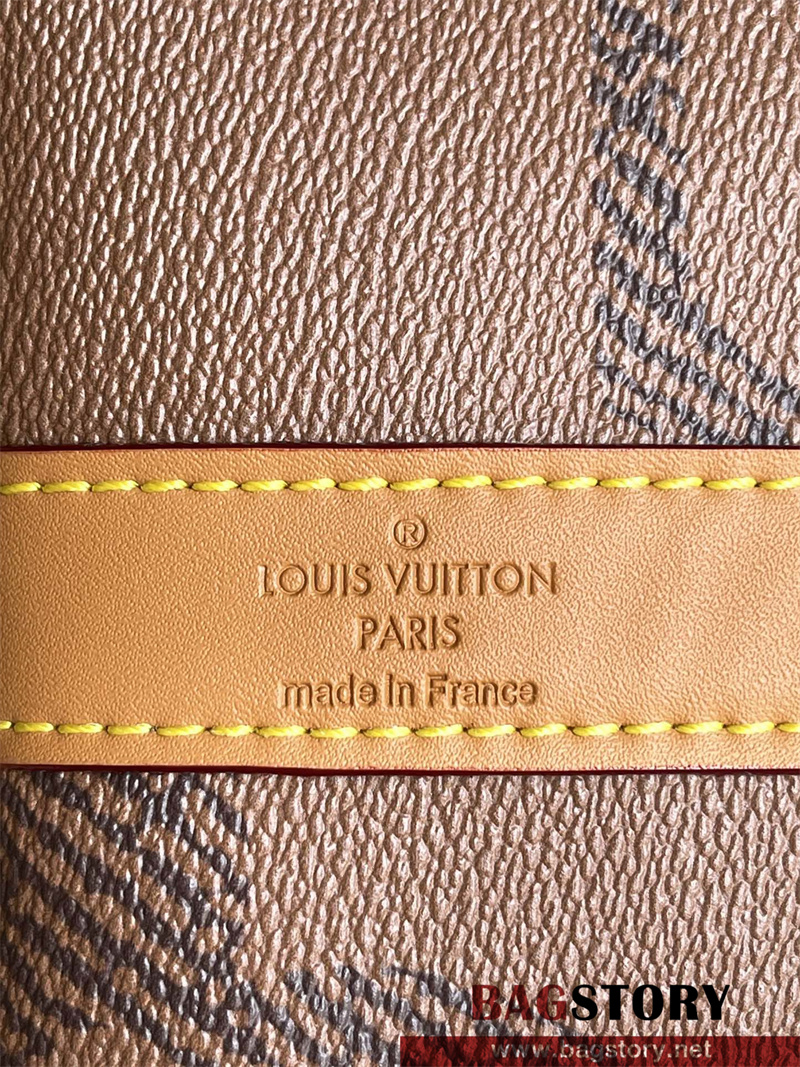 ®
LOUIS VUITTON
PARIS
made in France
BAGSTORY
www.bagstory.net